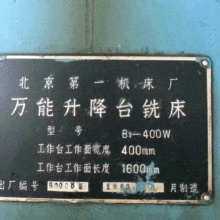 北京第一机床厂
万能升降台铣床
型号 B1-400W
工作台工作面宽度 400mm
工作台工作面长度 1600mm
出厂编号 月制造